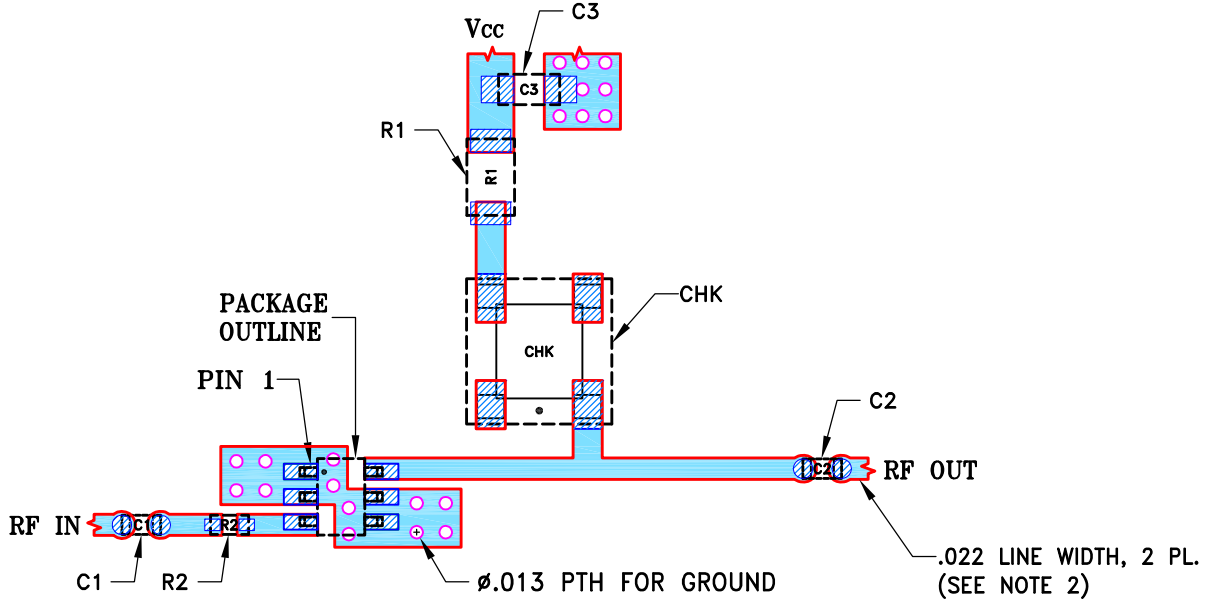 C3
Vcc
C3
R1
R1
CHK
PACKAGE
OUTLINE
CHK
PIN 1
C2
C2
RF OUT
RF IN
C1
R2
C1
R2
Ø.013 PTH FOR GROUND
.022 LINE WIDTH, 2 PL.
(SEE NOTE 2)